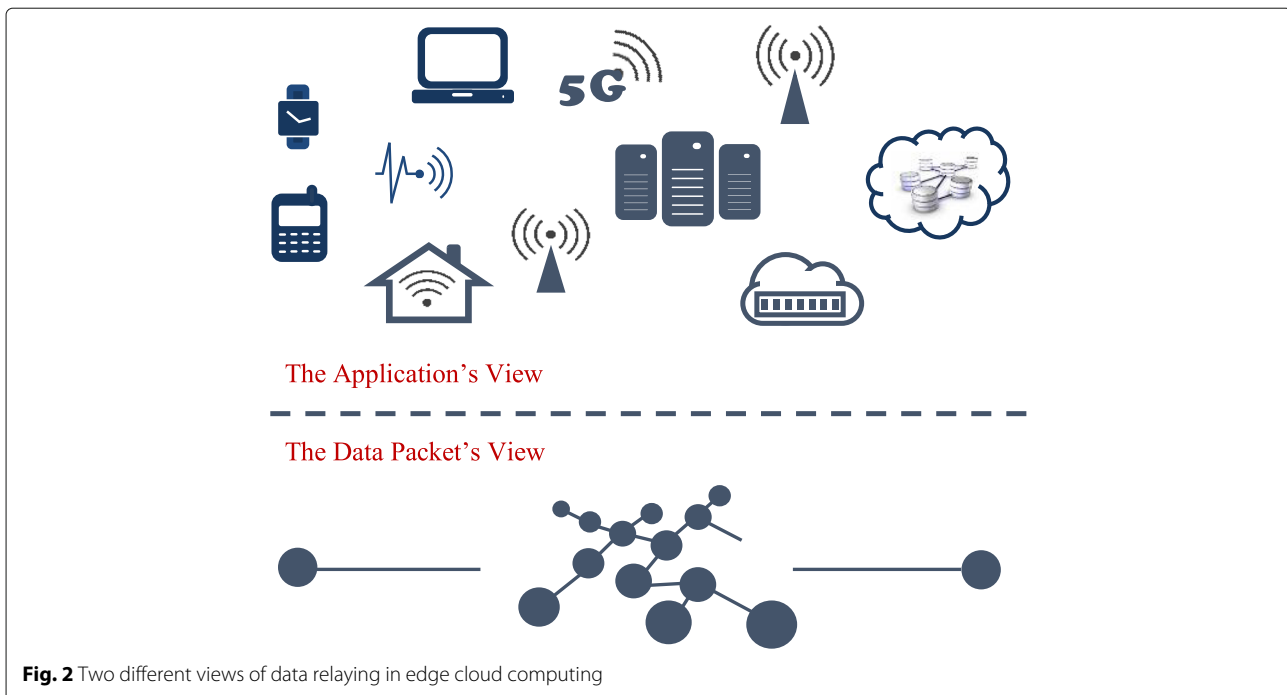 5G
The Application’s View
The Data Packet’s View
Fig. 2 Two different views of data relaying in edge cloud computing